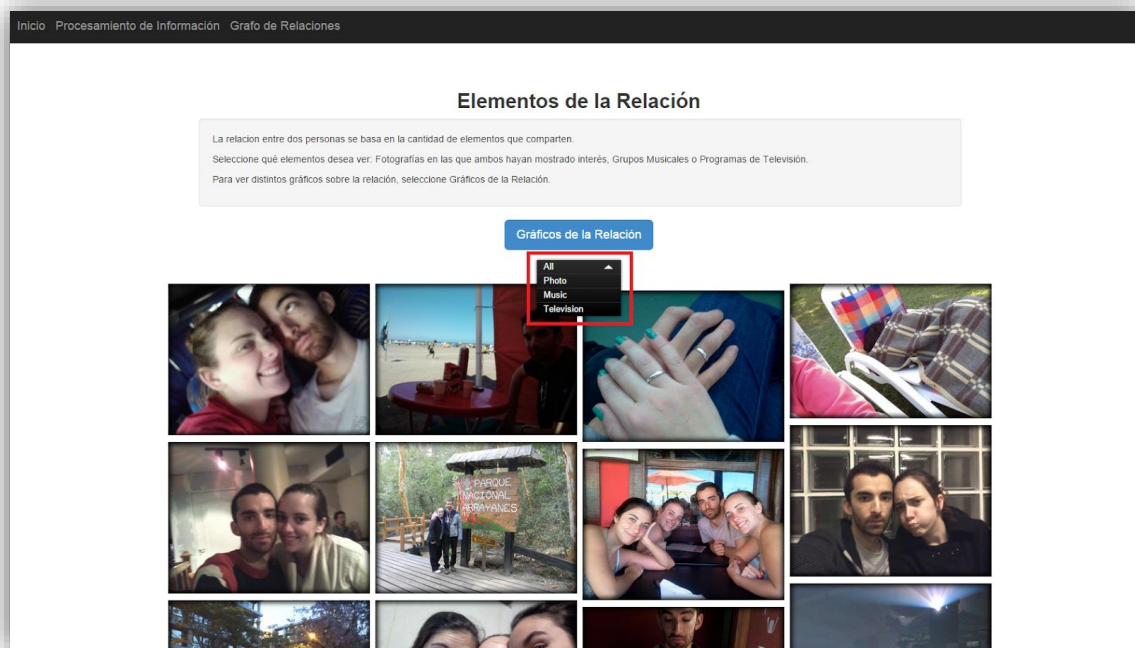 Inicio Procesamiento de Información Grafo de Relaciones
Elementos de la Relación
La relacion entre dos personas se basa en la cantidad de elementos que comparten.
Seleccione qué elementos desea ver: Fotografías en las que ambos hayan mostrado interés, Grupos Musicales o Programas de Televisión.
Para ver distintos gráficos sobre la relación, seleccione Gráficos de la Relación.
Gráficos de la Relación
All
Photo
Music
Television
PARQUE
NACIONAL
ARRAYANES